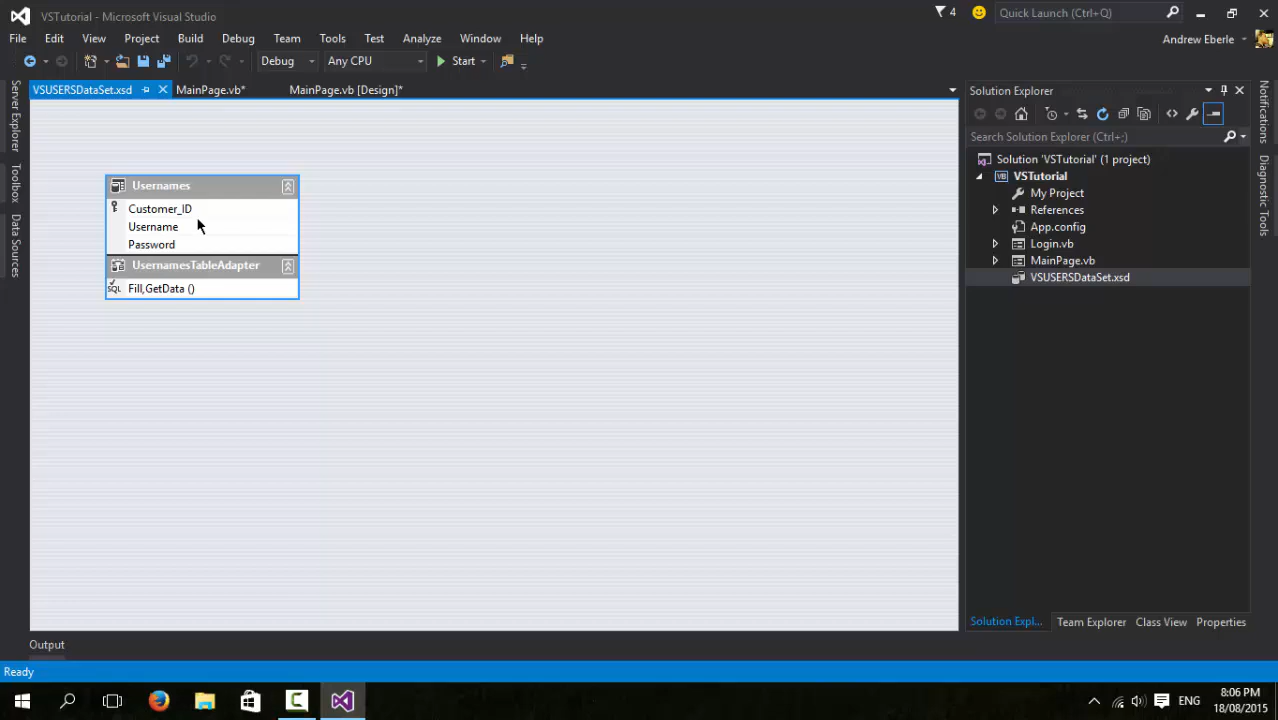 VSTutorial - Microsoft Visual Studio
4
Quick Launch (Ctrl+Q)
File Edit View Project Build Debug Team Tools Test Analyze Window Help
Andrew Eberle
Debug Any CPU Start
VSUSERSDataSet.xsd MainPage.vb* MainPage.vb [Design]*
Server Explorer
Toolbox
Data Sources
Usernames
Customer_ID
Username
Password
UsernamesTableAdapter
SQL Fill,GetData ()
Solution Explorer
Search Solution Explorer (Ctrl+;)
Solution 'VSTutorial' (1 project)
VB VSTutorial
My Project
References
App.config
Login.vb
MainPage.vb
VSUSERSDataSet.xsd
Notifications
Diagnostic Tools
Solution Expl... Team Explorer Class View Properties
Output
Ready
ENG
8:06 PM
18/08/2015